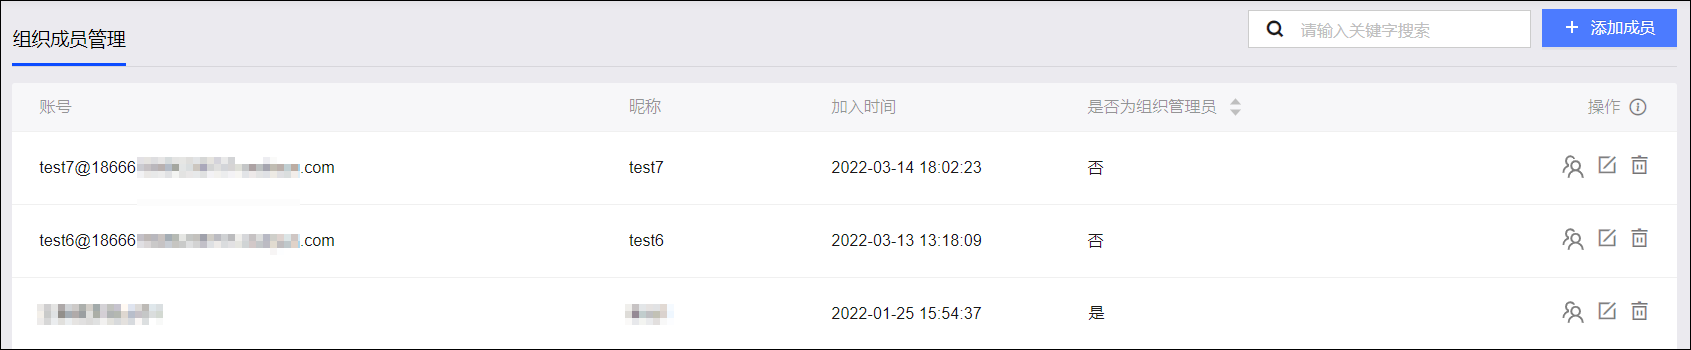 组织成员管理 请输入关键字搜索 + 添加成员
账号 昵称 加入时间 是否为组织管理员 操作
test7@18666 .com test7 2022-03-14 18:02:23 否
test6@18666 .com test6 2022-03-13 13:18:09 否
2022-01-25 15:54:37 是